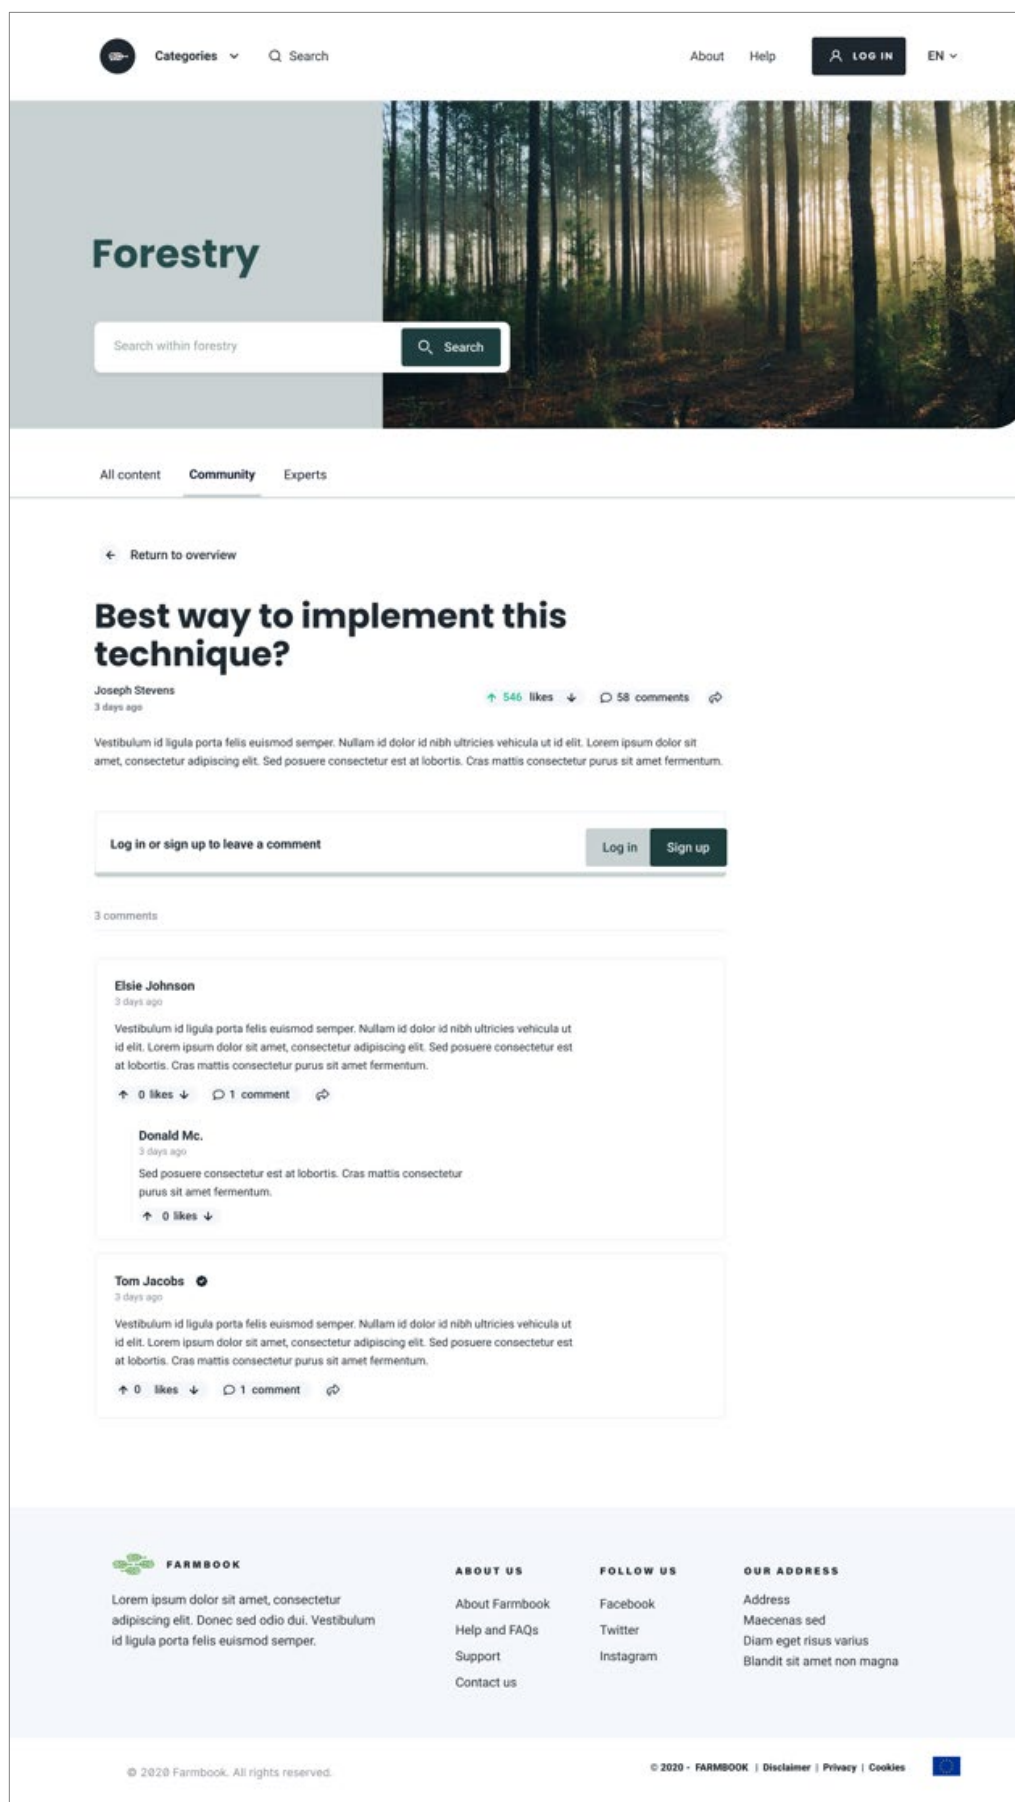 Categories
Search
About
Help
LOG IN
EN
Forestry
Search within forestry
Search
All content
Community
Experts
Return to overview
Best way to implement this
technique?
Joseph Stevens
3 days ago
546 likes
58 comments
Vestibulum id ligula porta felis euismod semper. Nullam id dolor id nibh ultricies vehicula ut id elit. Lorem ipsum dolor sit
amet, consectetur adipiscing elit. Sed posuere consectetur est at lobortis. Cras mattis consectetur purus sit amet fermentum.
Log in or sign up to leave a comment
Log in
Sign up
3 comments
Elsie Johnson
3 days ago
Vestibulum id ligula porta felis euismod semper. Nullam id dolor id nibh ultricies vehicula ut
id elit. Lorem ipsum dolor sit amet, consectetur adipiscing elit. Sed posuere consectetur est
at lobortis. Cras mattis consectetur purus sit amet fermentum.
0 likes
1 comment
Donald Mc.
3 days ago
Sed posuere consectetur est at lobortis. Cras mattis consectetur
purus sit amet fermentum.
0 likes
Tom Jacobs
3 days ago
Vestibulum id ligula porta felis euismod semper. Nullam id dolor id nibh ultricies vehicula ut
id elit. Lorem ipsum dolor sit amet, consectetur adipiscing elit. Sed posuere consectetur est
at lobortis. Cras mattis consectetur purus sit amet fermentum.
0 likes
1 comment
FARMBOOK
Lorem ipsum dolor sit amet, consectetur
adipiscing elit. Donec sed odio dui. Vestibulum
id ligula porta felis euismod semper.
ABOUT US
About Farmbook
Help and FAQs
Support
Contact us
FOLLOW US
Facebook
Twitter
Instagram
OUR ADDRESS
Address
Maecenas sed
Diam eget risus varius
Blandit sit amet non magna
© 2020 Farmbook. All rights reserved.
© 2020 - FARMBOOK | Disclaimer | Privacy | Cookies